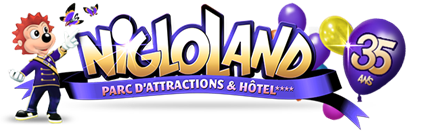 NIGLOLAND
PARC D'ATTRACTIONS & HÔTEL****
35
ANS